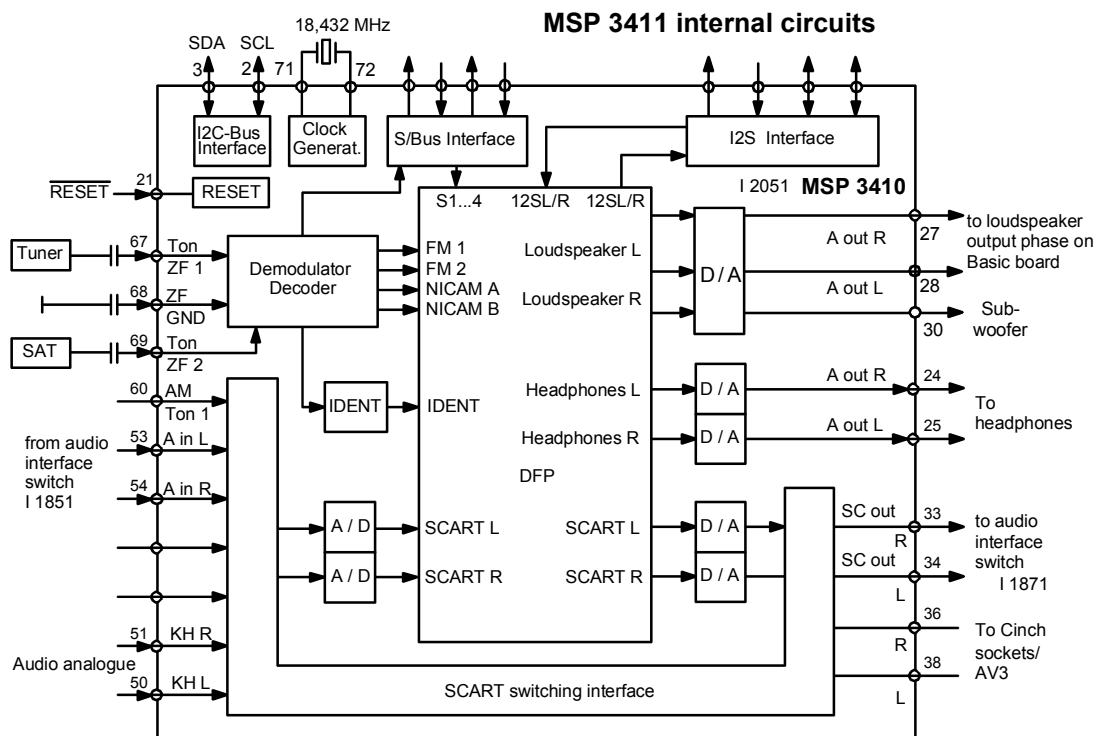 MSP 3411 internal circuits
18,432 MHz
SDA SCL
3 2 71 72
I2C-Bus
Interface
Clock
Generat.
S/Bus Interface
I2S Interface
RESET
21
RESET
I 2051 MSP 3410
S1...4 12SL/R 12SL/R
Tuner
67
Ton
ZF 1
68
ZF
GND
SAT
69
Ton
ZF 2
Demodulator
Decoder
FM 1
FM 2
NICAM A
NICAM B
Loudspeaker L
Loudspeaker R
D / A
A out R
27
A out L
28
30
to loudspeaker
output phase on
Basic board
Sub-
woofer
60
AM
Ton 1
IDENT
IDENT
Headphones L
Headphones R
D / A
D / A
A out R
24
A out L
25
To
headphones
from audio
interface
switch
I 1851
53
A in L
54
A in R
DFP
A / D
A / D
SCART L
SCART R
SCART L
SCART R
D / A
D / A
SC out
R
33
SC out
L
34
to audio
interface
switch
I 1871
51
KH R
Audio analogue
50
KH L
SCART switching interface
36
R
38
L
To Cinch
sockets/
AV3